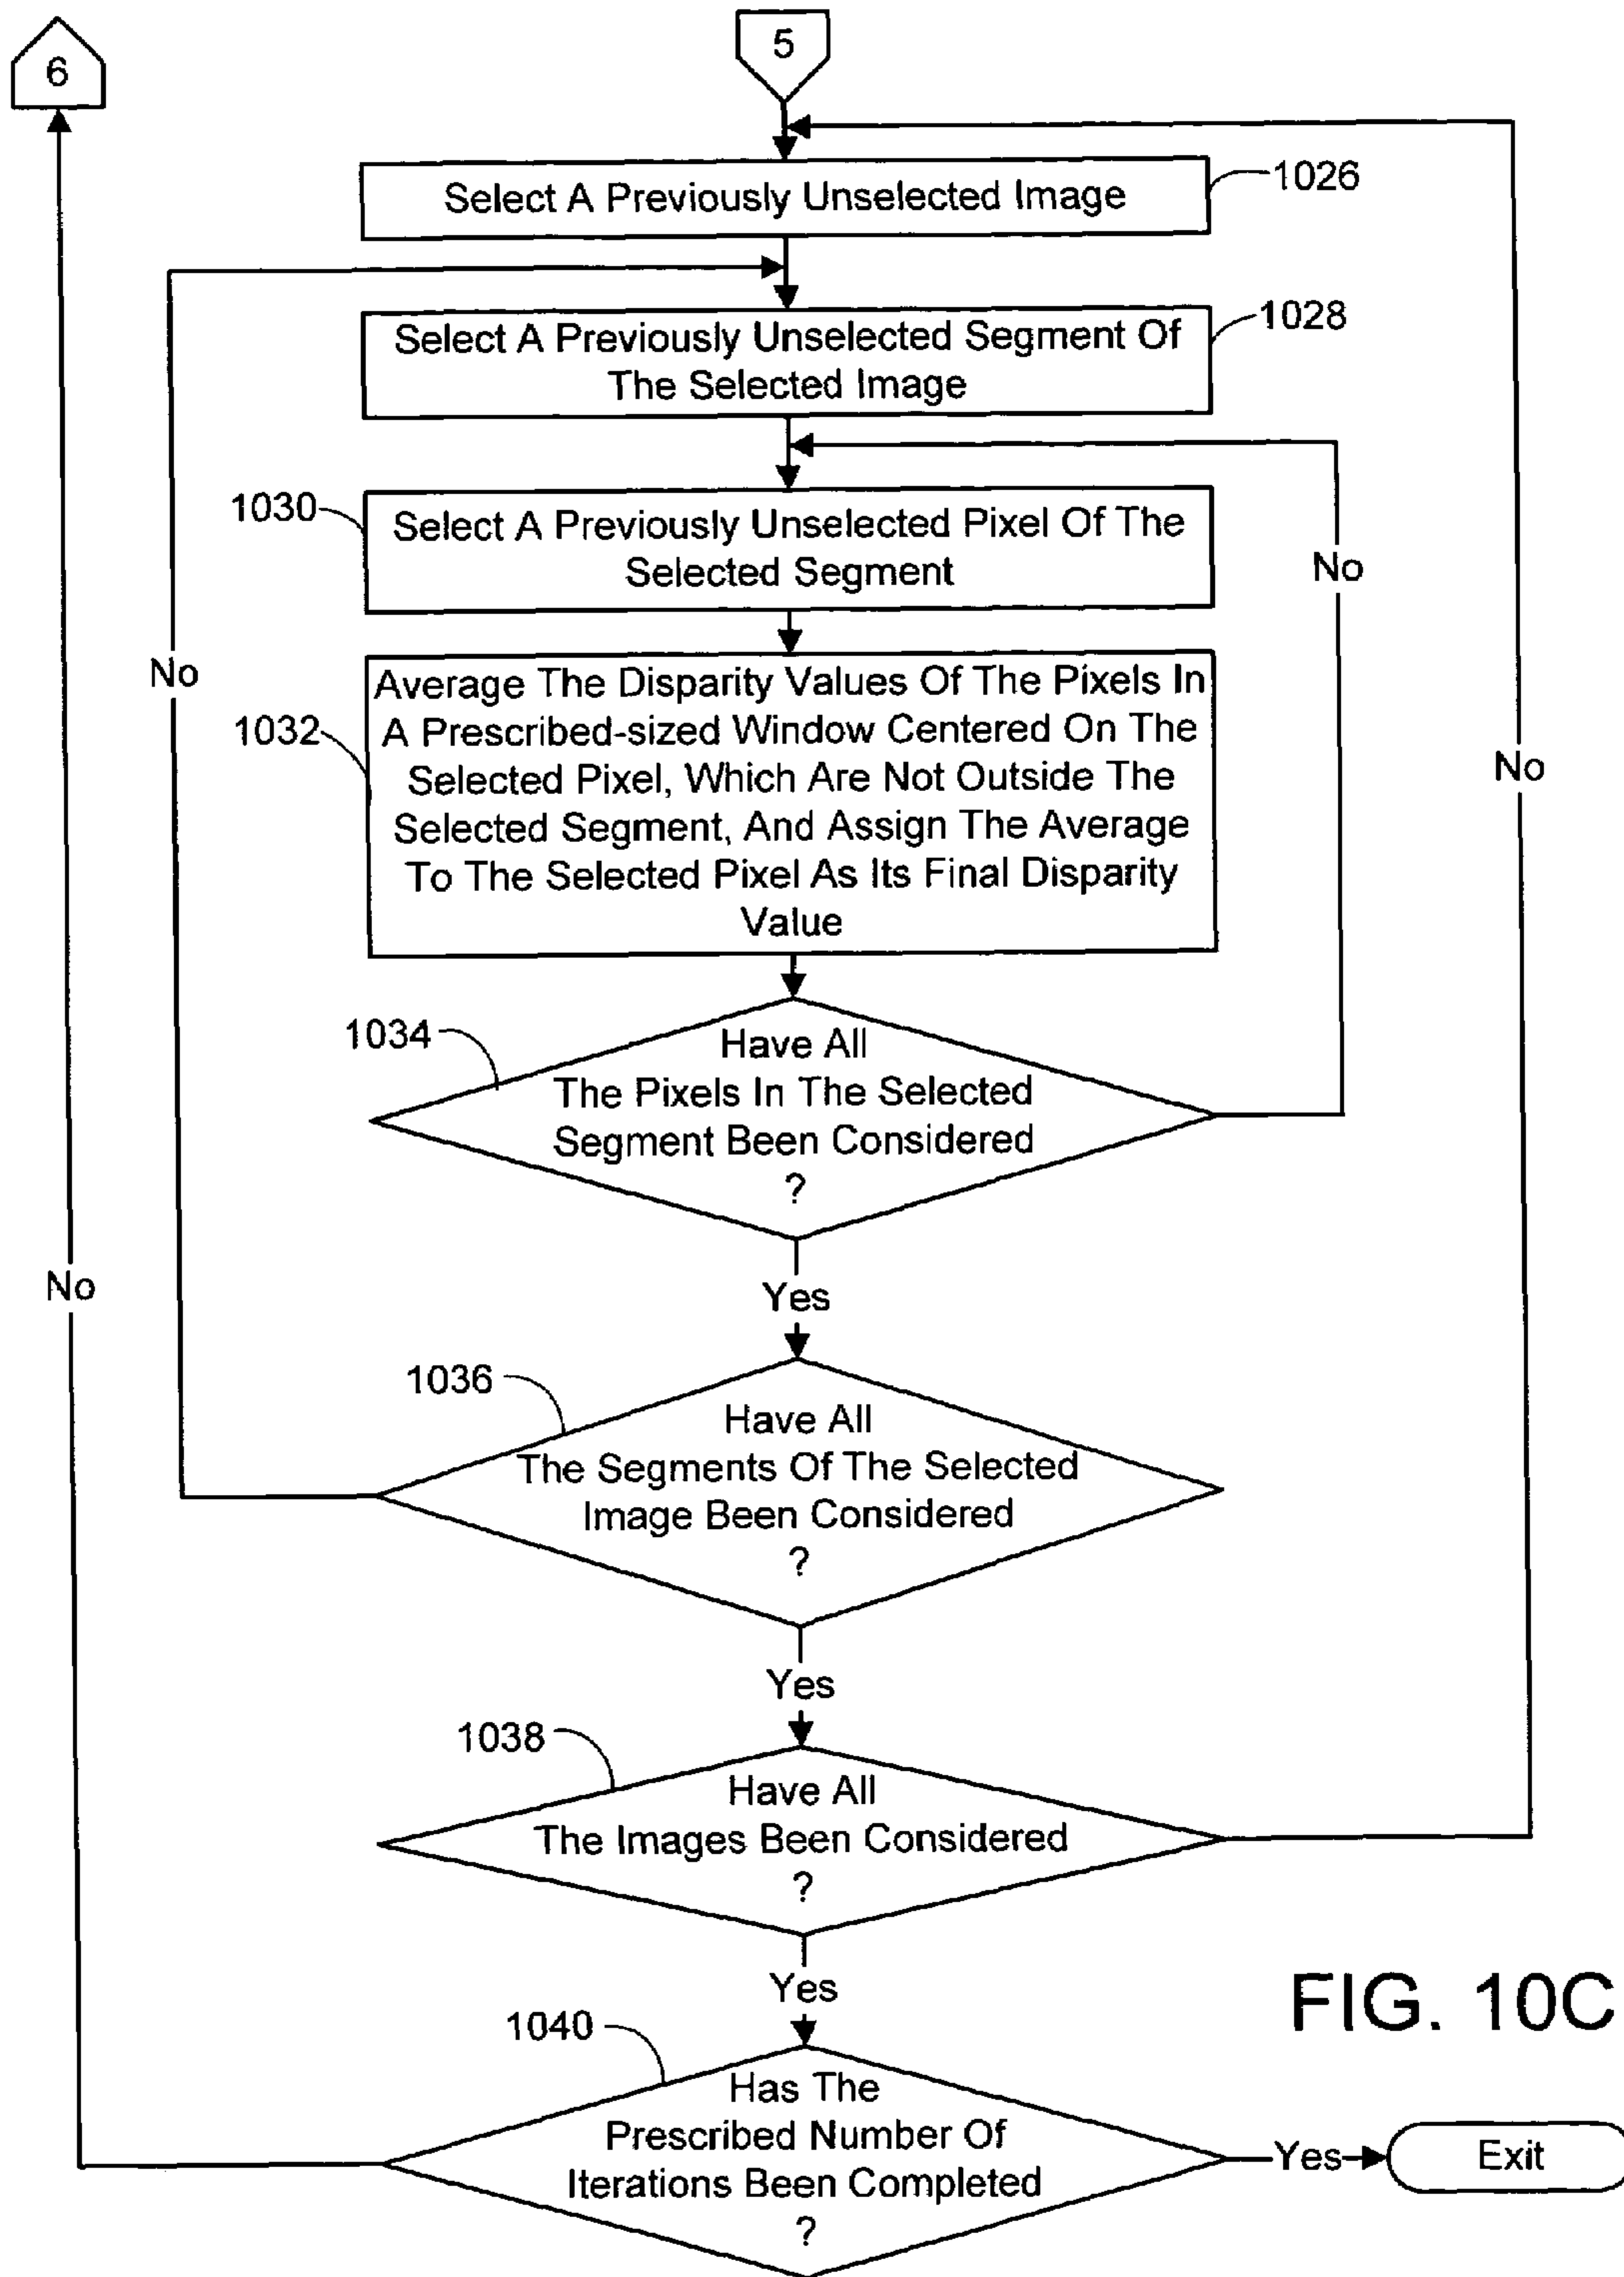 6
5
Select A Previously Unselected Image
1026
Select A Previously Unselected Segment Of
The Selected Image
1028
1030
Select A Previously Unselected Pixel Of The
Selected Segment
No
No
1032
Average The Disparity Values Of The Pixels In
A Prescribed-sized Window Centered On The
Selected Pixel, Which Are Not Outside The
Selected Segment, And Assign The Average
To The Selected Pixel As Its Final Disparity
Value
No
1034
Have All
The Pixels In The Selected
Segment Been Considered
?
No
Yes
1036
Have All
The Segments Of The Selected
Image Been Considered
?
Yes
1038
Have All
The Images Been Considered
?
Yes
FIG. 10C
1040
Has The
Prescribed Number Of
Iterations Been Completed
?
Yes
Exit